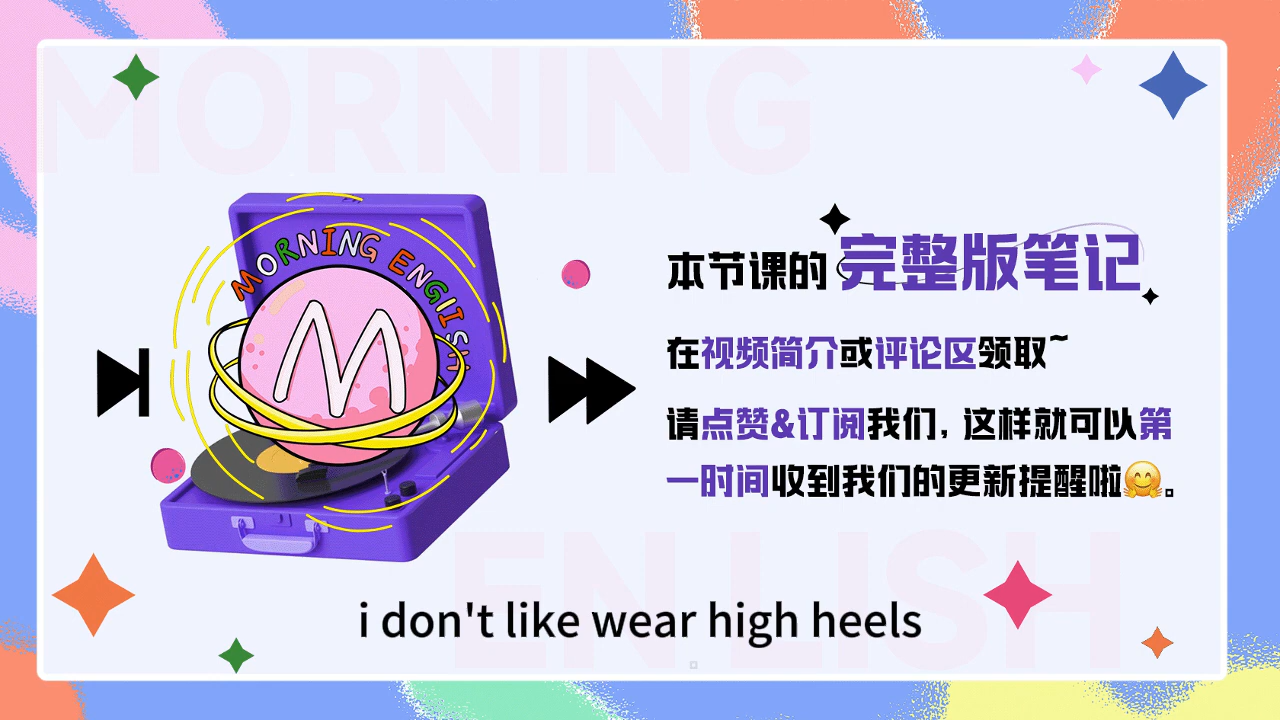 MORNING
MORNING ENGLISH
M
本节课的 完整版笔记
在视频简介或评论区领取~
请点赞&订阅我们, 这样就可以第
一时间收到我们的更新提醒啦🤗。
EN LISH
i don't like wear high heels